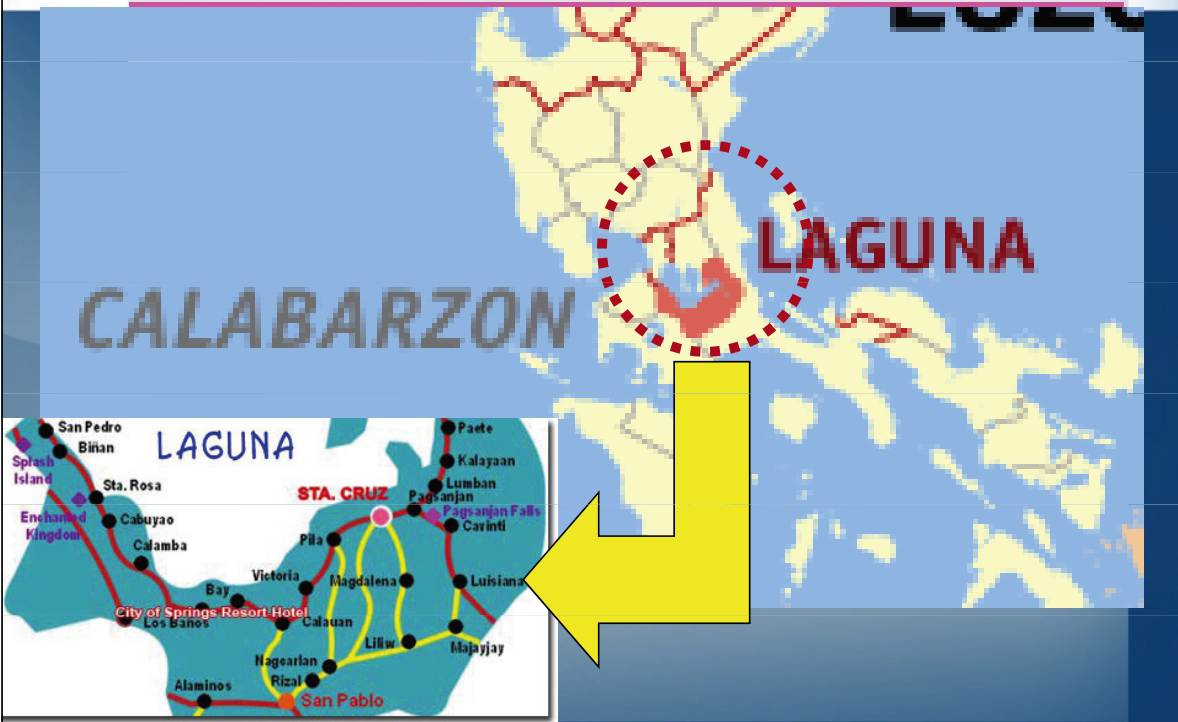 LAGUNA
CALABARZON
LAGUNA
San Pedro
Biñan
Splash
Island
Sta. Rosa
Enchanted
Kingdom
Cabuyao
Calamba
STA. CRUZ
Paete
Kalayaan
Lumban
Pagsanjan
Pagsanjan Falls
Cavinti
Pila
Victoria
Magdalena
Luisiana
Bay
City of Springs Resort Hotel
Los Baños
Calauan
Liliw
Majayjay
Nagcarlan
Rizal
Alaminos
San Pablo